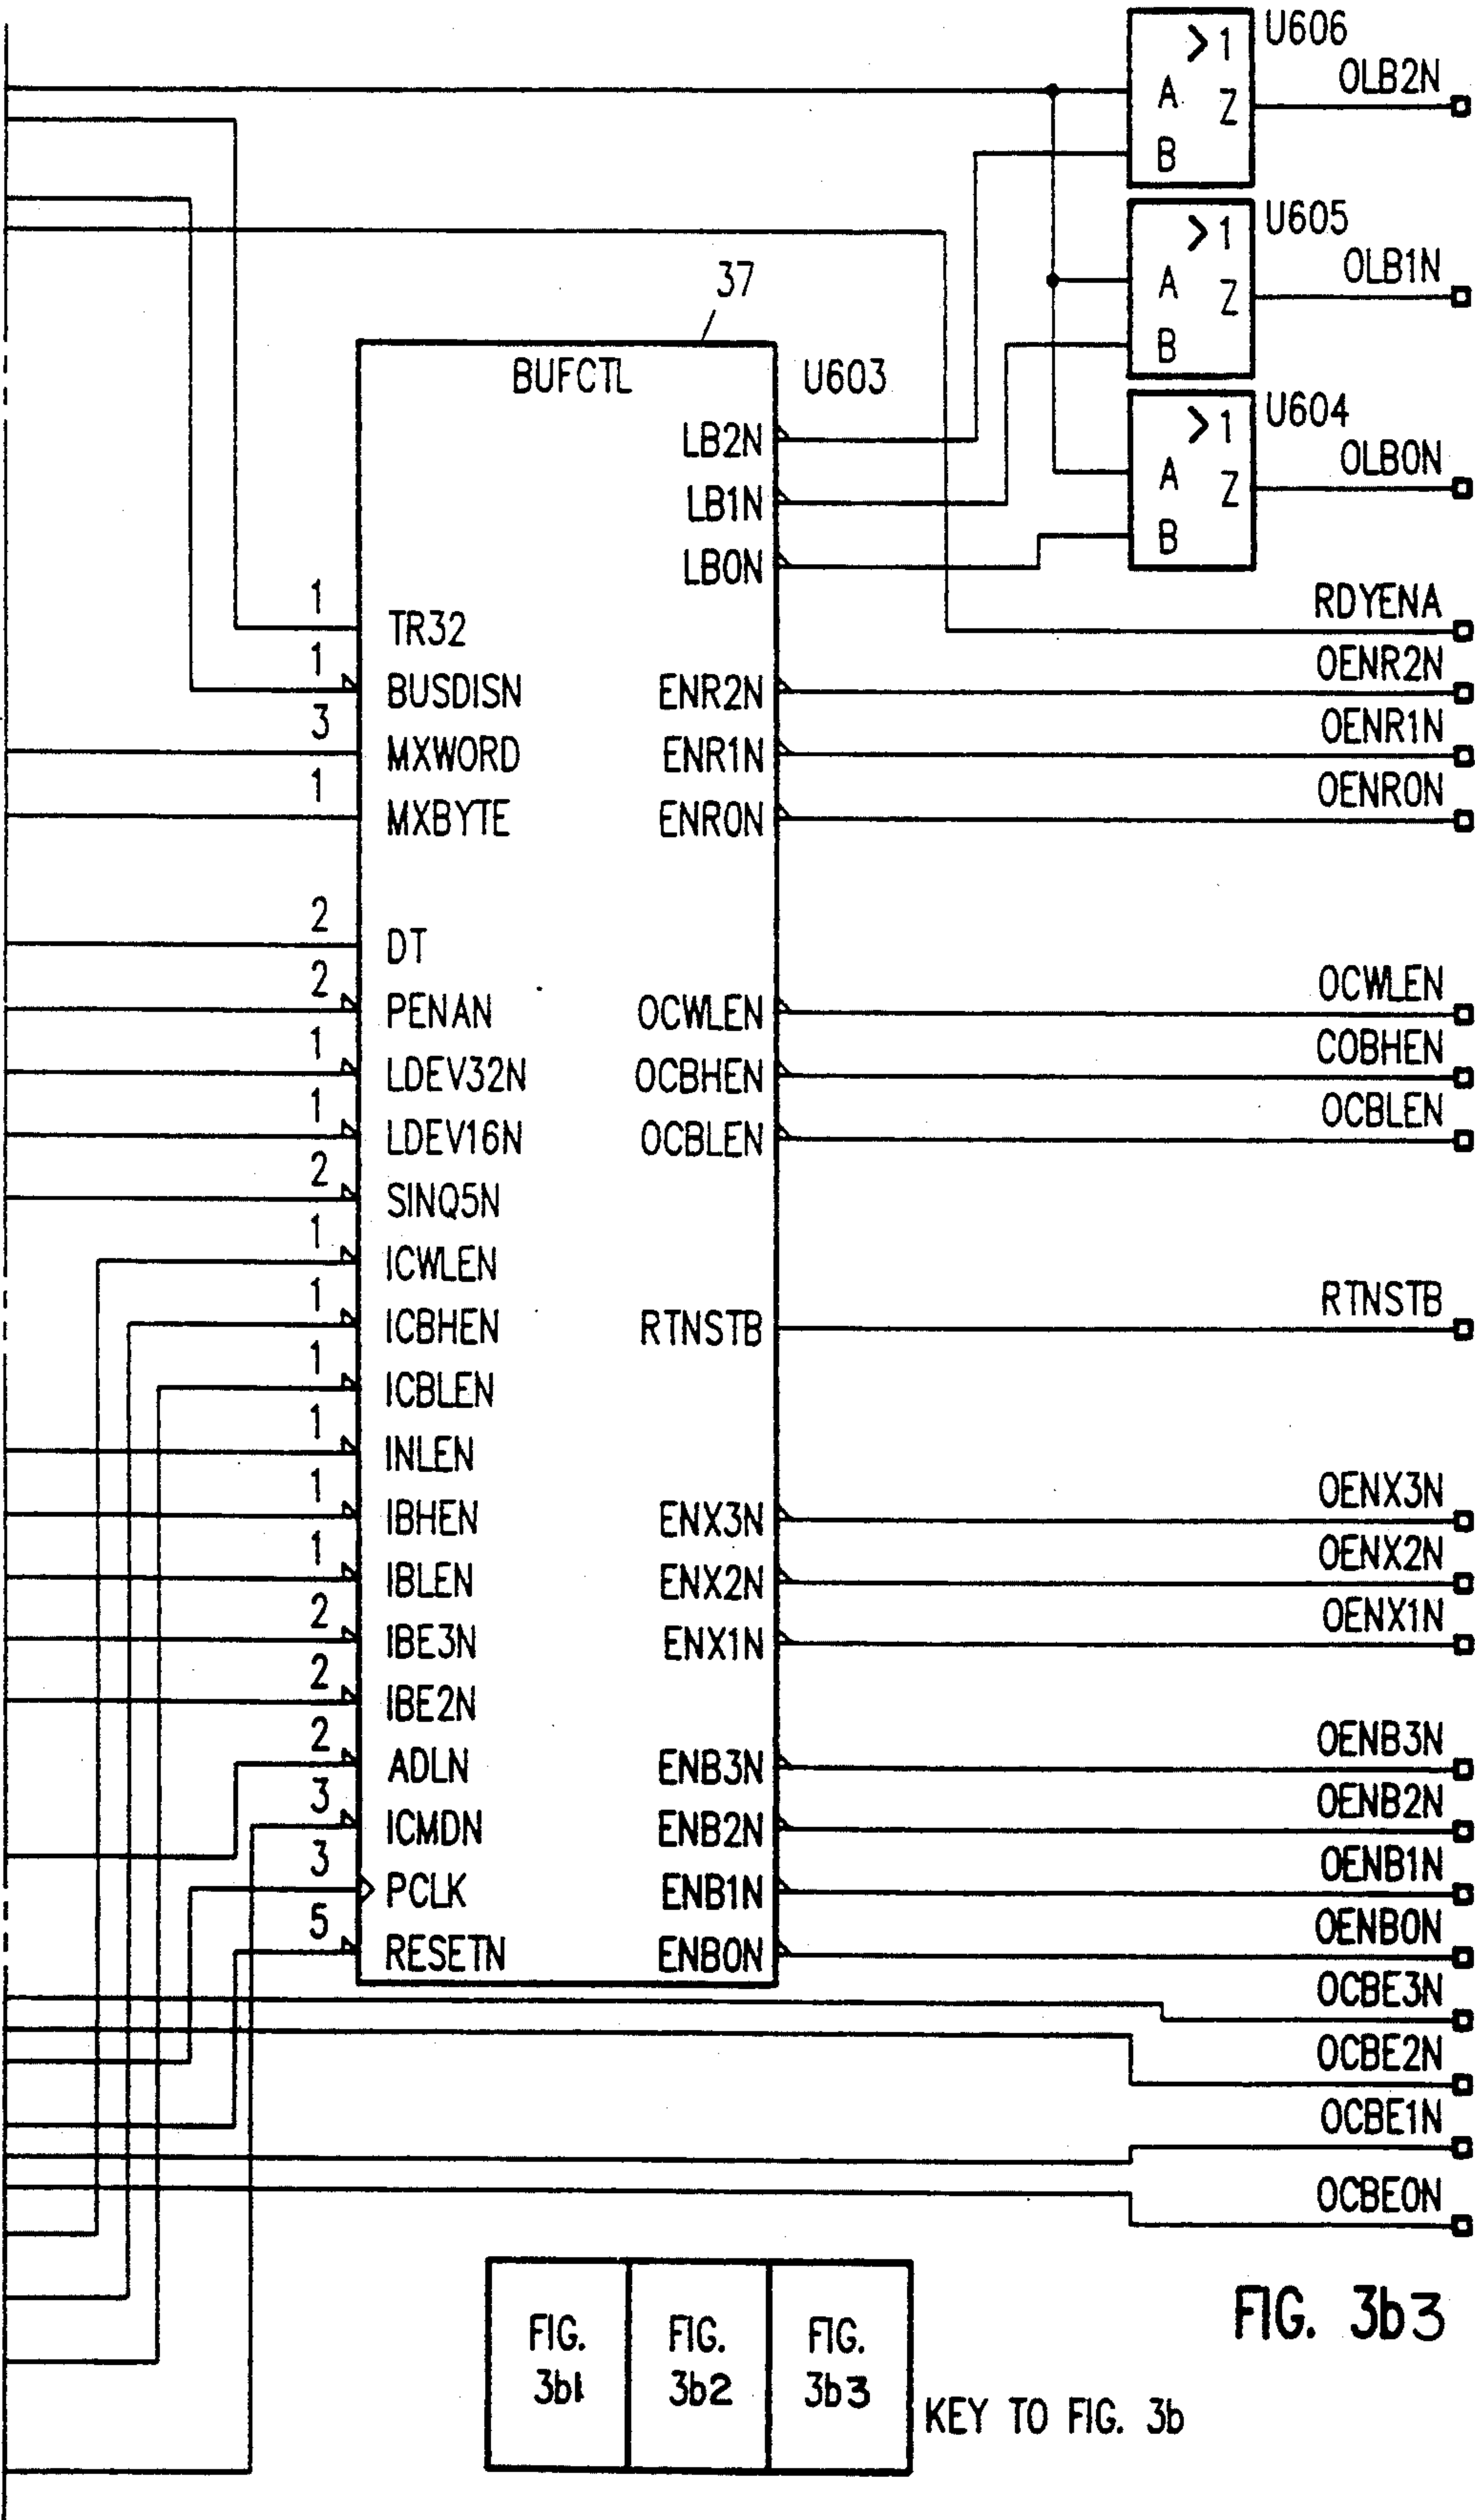 >1
A
Z
B
U606
OLB2N
>1
A
Z
B
U605
OLB1N
>1
A
Z
B
U604
OLB0N
37
BUFCTL
U603
LB2N
LB1N
LB0N
1
TR32
RDYENA
1
BUSDISN
ENR2N
OENR2N
3
MXWORD
ENR1N
OENR1N
1
MXBYTE
ENR0N
OENR0N
2
DT
2
PENAN
OCWLEN
OCWLEN
1
LDEV32N
OCBHEN
COBHEN
1
LDEV16N
OCBLEN
OCBLEN
2
SINQ5N
1
ICWLEN
1
ICBHEN
RTNSTB
RTNSTB
1
ICBLEN
1
INLEN
1
IBHEN
ENX3N
OENX3N
1
IBLEN
ENX2N
OENX2N
2
IBE3N
ENX1N
OENX1N
2
IBE2N
2
ADLN
ENB3N
OENB3N
3
ICMDN
ENB2N
OENB2N
3
PCLK
ENB1N
OENB1N
5
RESETN
ENB0N
OENB0N
OCBE3N
OCBE2N
OCBE1N
OCBE0N
FIG. 3b1
FIG. 3b2
FIG. 3b3
KEY TO FIG. 3b
FIG. 3b3